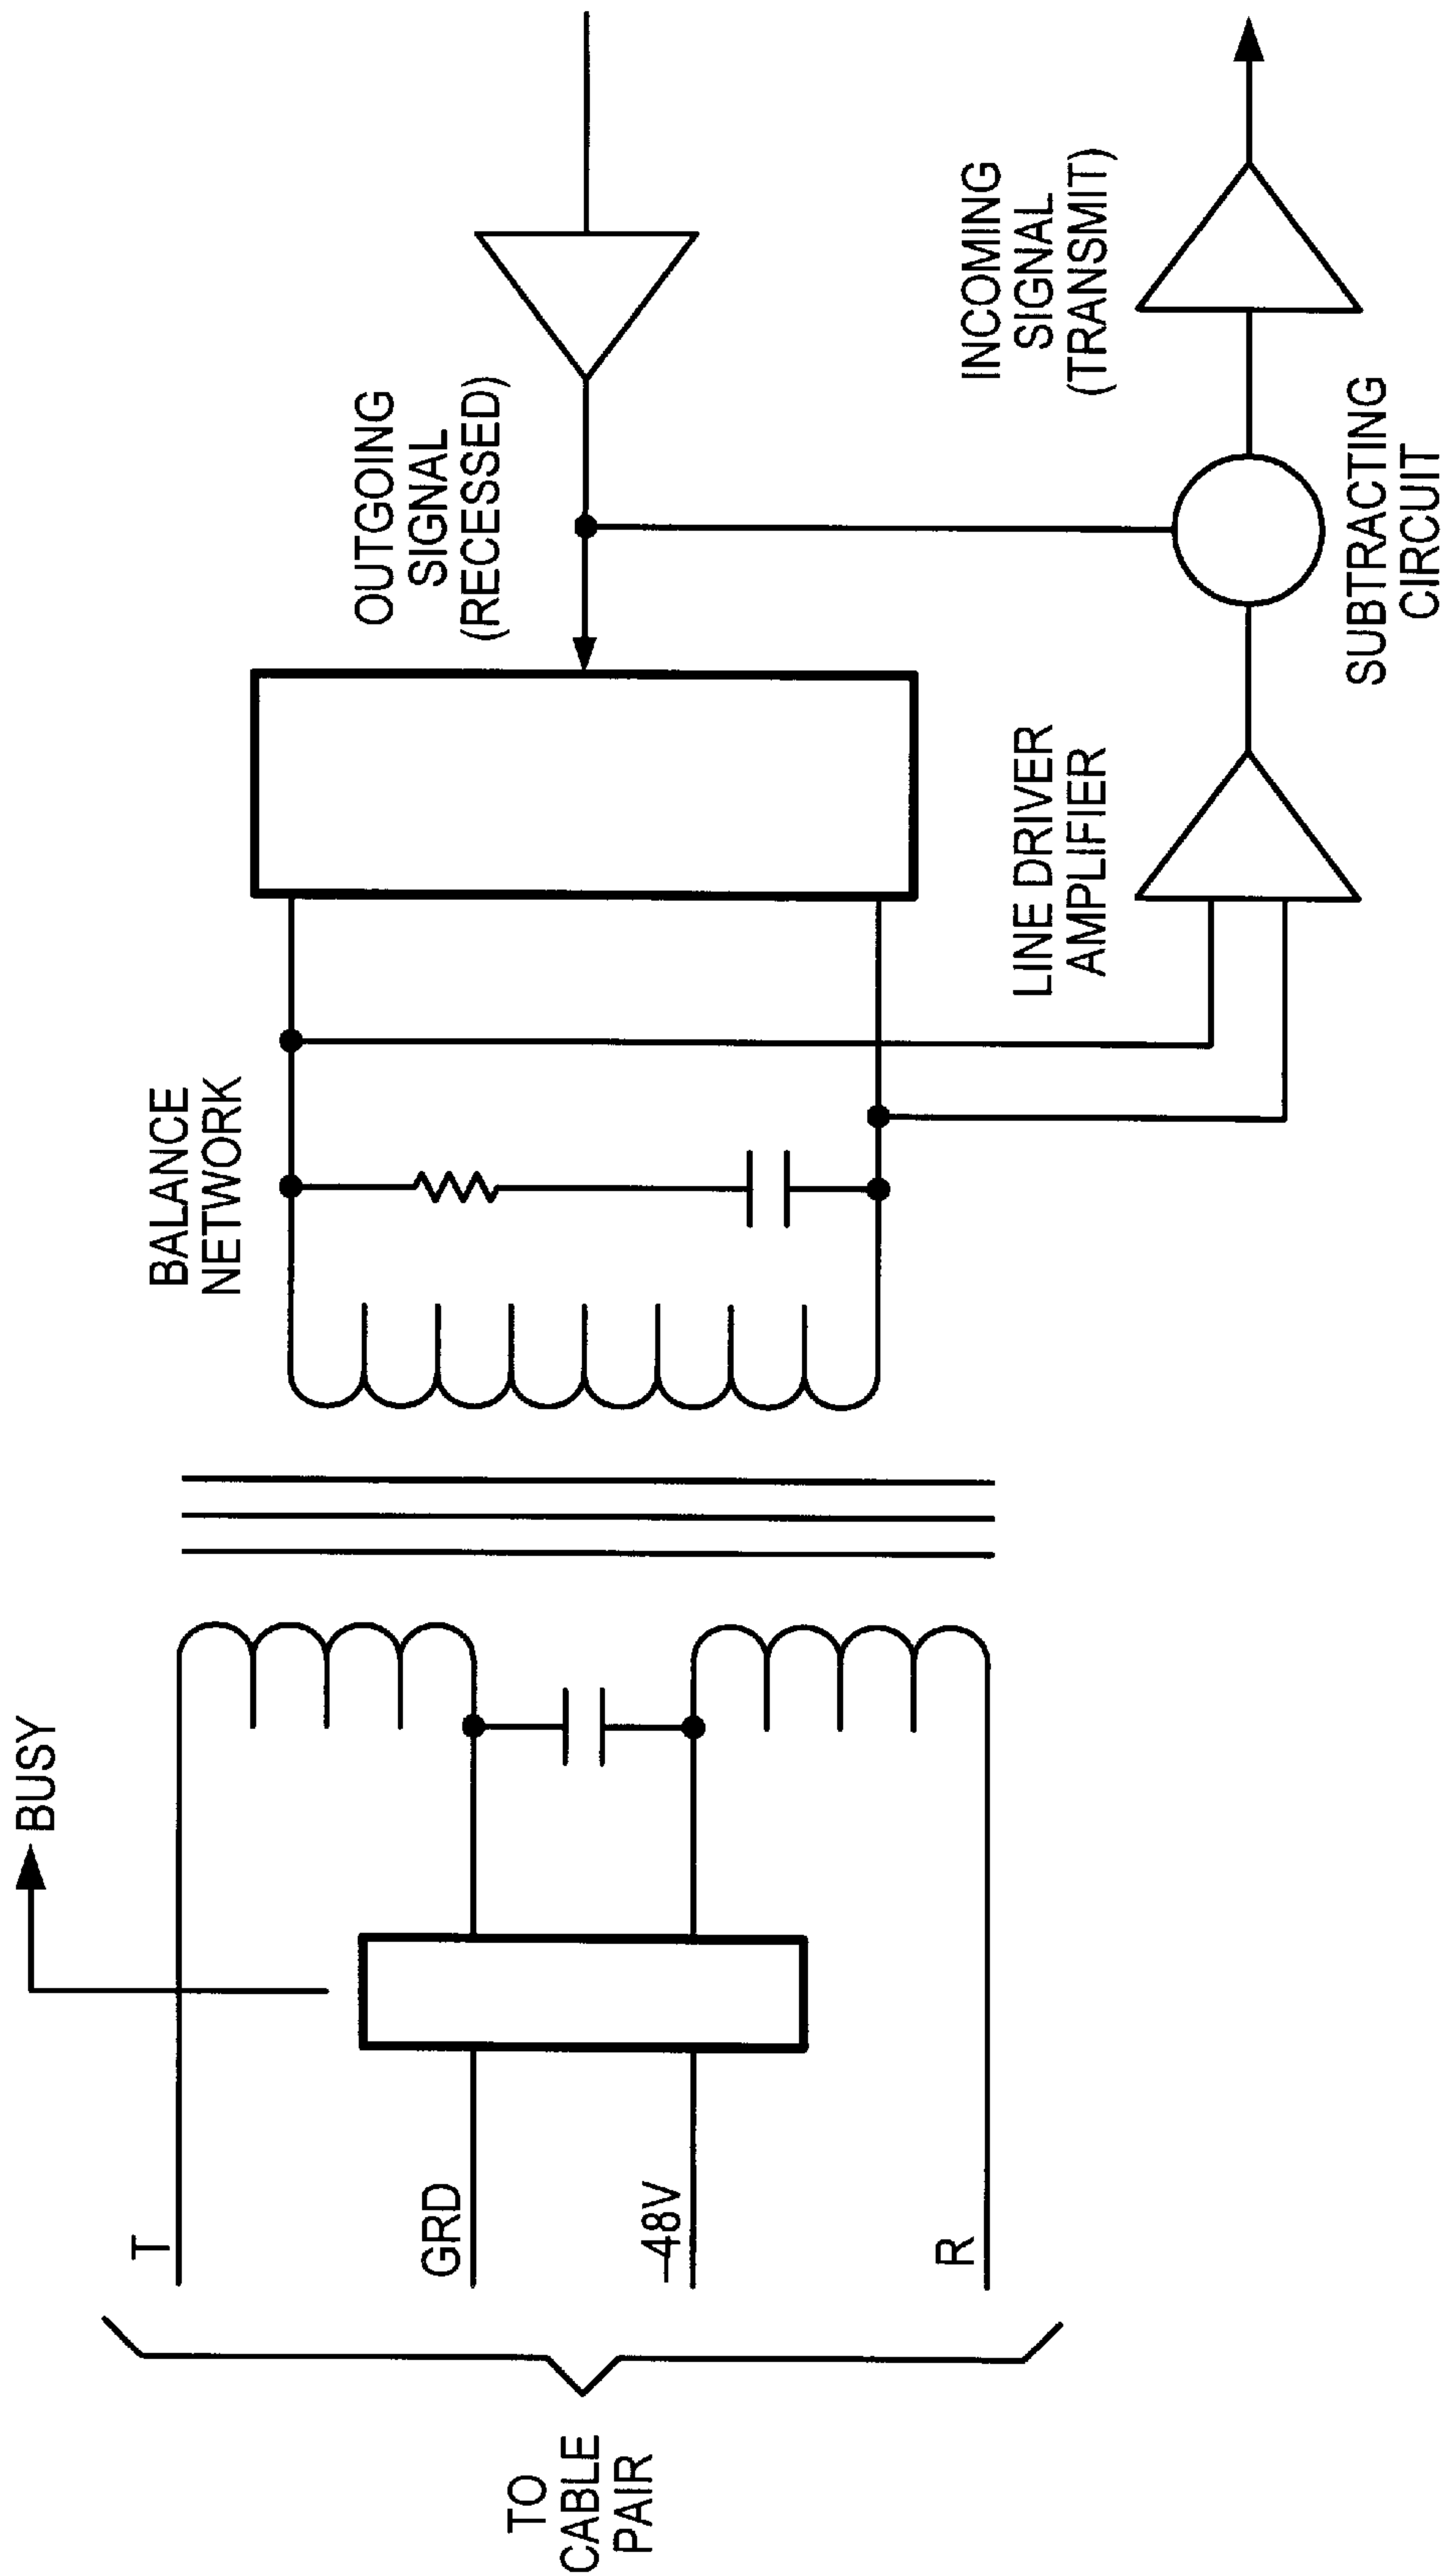 BUSY
T
GRD
–48V
R
TO
CABLE
PAIR
BALANCE
NETWORK
OUTGOING
SIGNAL
(RECESSED)
LINE DRIVER
AMPLIFIER
INCOMING
SIGNAL
(TRANSMIT)
SUBTRACTING
CIRCUIT